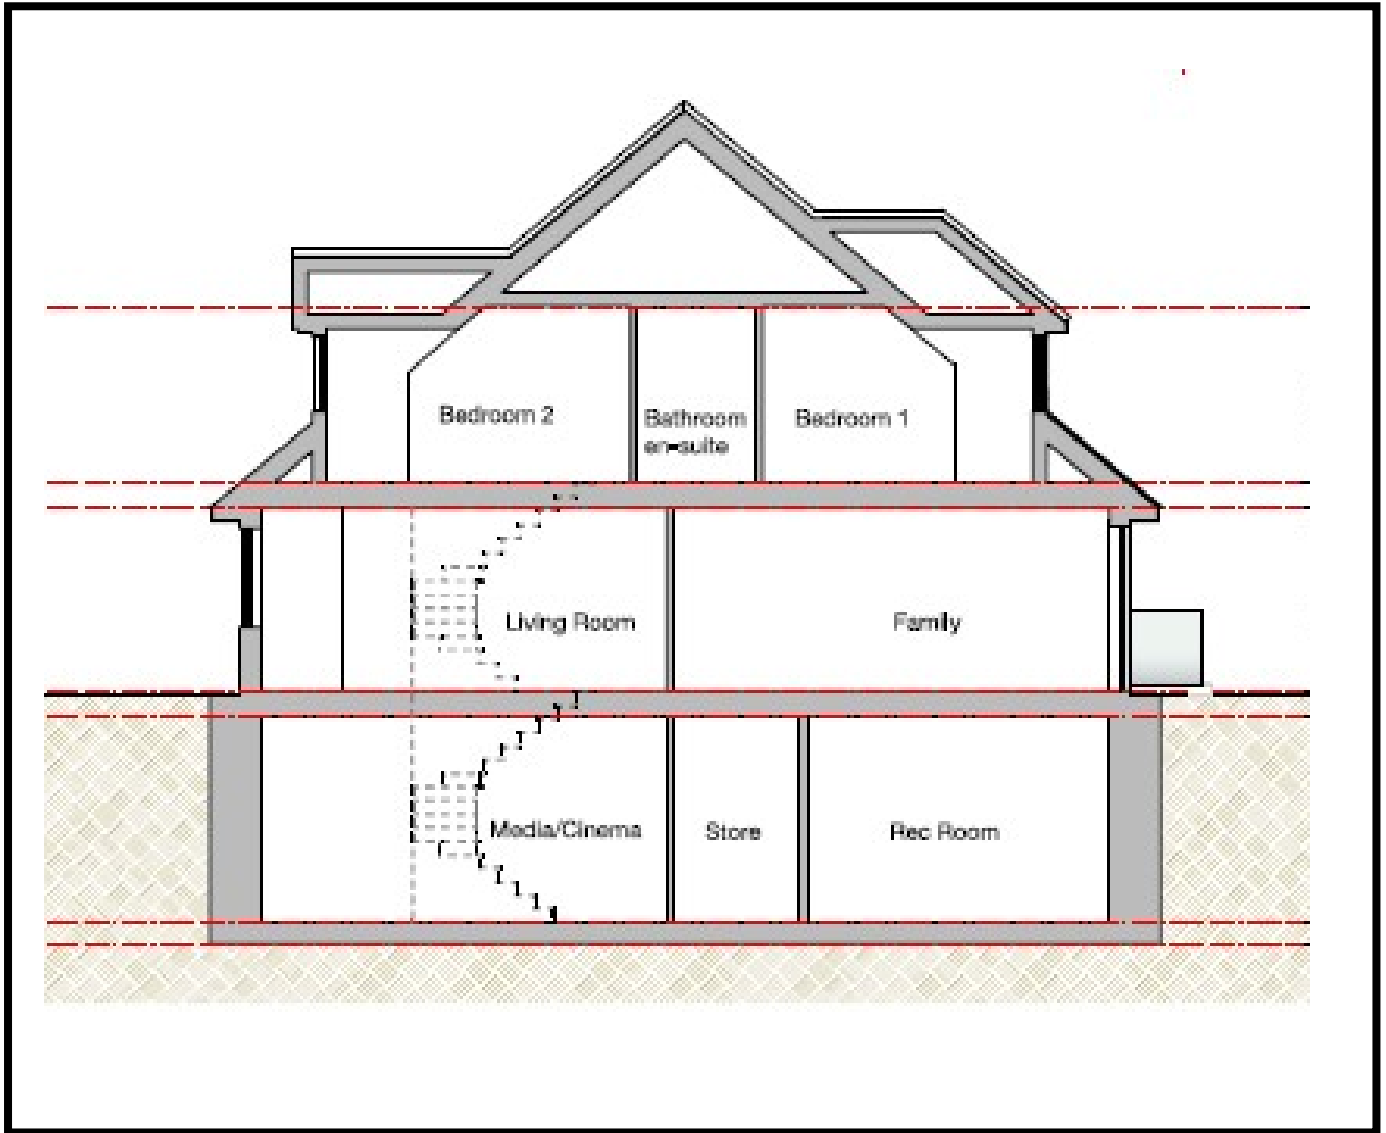 Bedroom 2
Bathroom
en-suite
Bedroom 1
Living Room
Family
Media/Cinema
Store
Rec Room